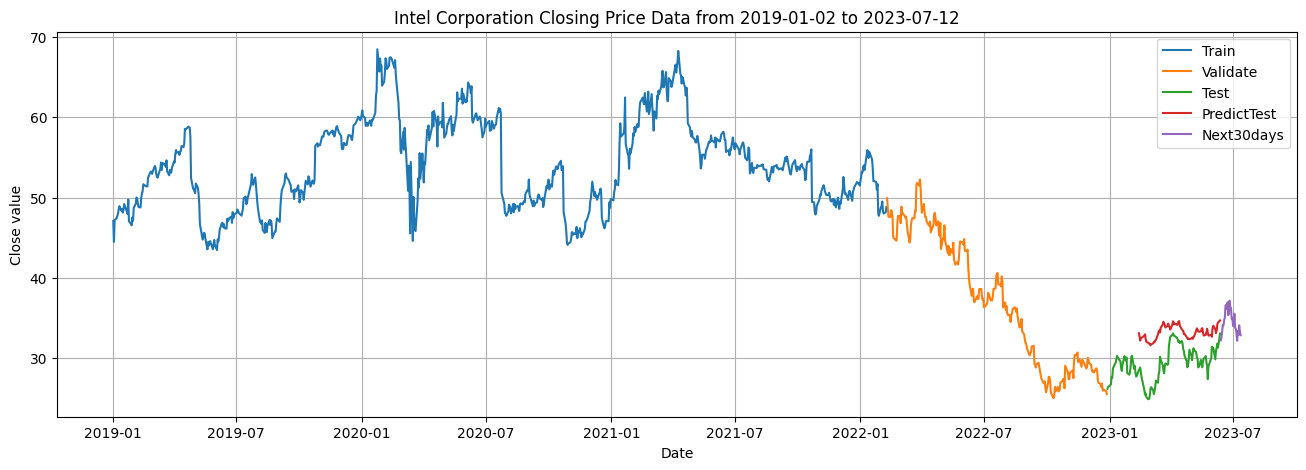 Intel Corporation Closing Price Data from 2019-01-02 to 2023-07-12
Close value
70
60
50
40
30
Train
Validate
Test
PredictTest
Next30days
2019-01
2019-07
2020-01
2020-07
2021-01
2021-07
2022-01
2022-07
2023-01
2023-07
Date